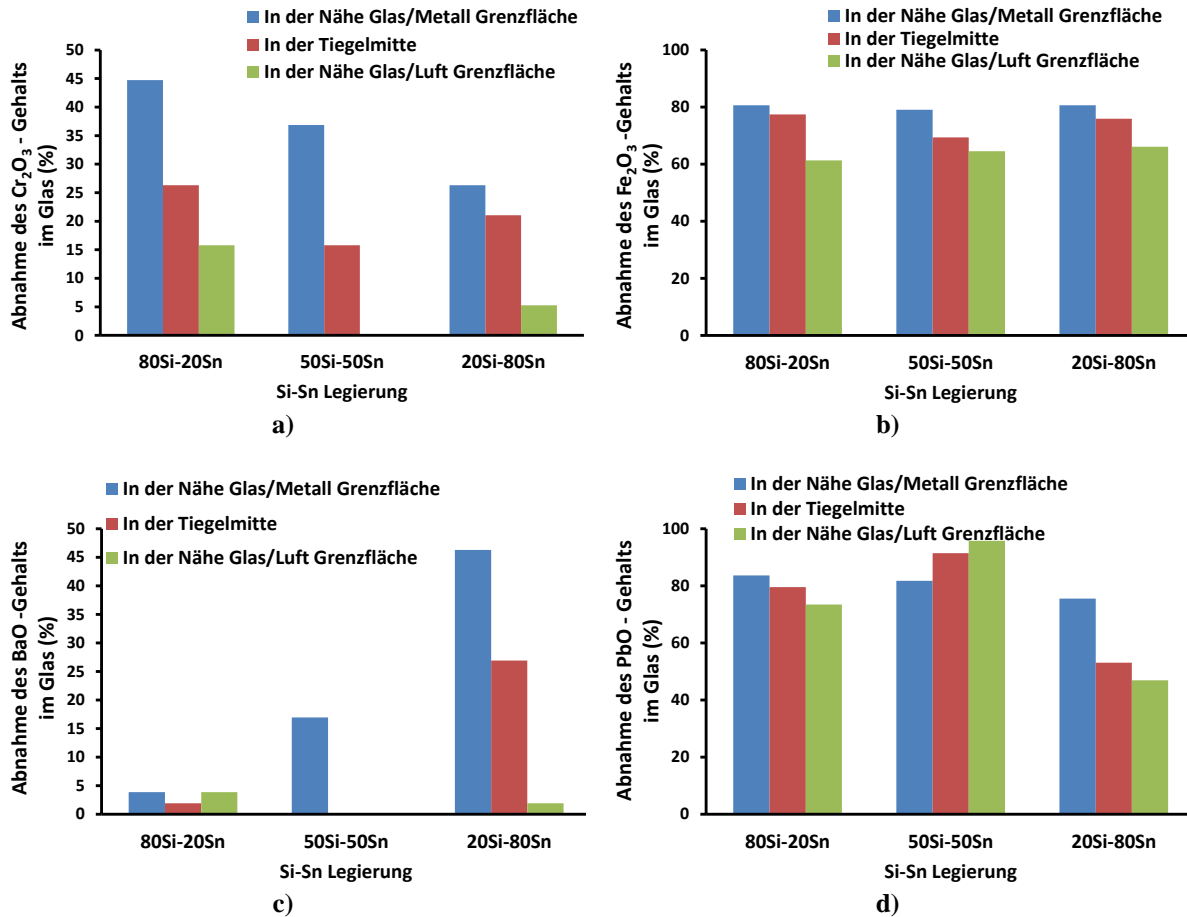 In der Nähe Glas/Metall Grenzfläche
In der Tiegelmitte
In der Nähe Glas/Luft Grenzfläche
Abnahme des Cr₂O₃ - Gehalts
im Glas (%)
50
45
40
35
30
25
20
15
10
5
0
80Si-20Sn 50Si-50Sn 20Si-80Sn
Si-Sn Legierung
a)
In der Nähe Glas/Metall Grenzfläche
In der Tiegelmitte
In der Nähe Glas/Luft Grenzfläche
Abnahme des Fe₂O₃ -Gehalts
im Glas (%)
100
80
60
40
20
0
80Si-20Sn 50Si-50Sn 20Si-80Sn
Si-Sn Legierung
b)
In der Nähe Glas/Metall Grenzfläche
In der Tiegelmitte
In der Nähe Glas/Luft Grenzfläche
Abnahme des BaO -Gehalts
im Glas (%)
50
45
40
35
30
25
20
15
10
5
0
80Si-20Sn 50Si-50Sn 20Si-80Sn
Si-Sn Legierung
c)
In der Nähe Glas/Metall Grenzfläche
In der Tiegelmitte
In der Nähe Glas/Luft Grenzfläche
Abnahme des PbO - Gehalts
im Glas (%)
100
80
60
40
20
0
80Si-20Sn 50Si-50Sn 20Si-80Sn
Si-Sn Legierung
d)